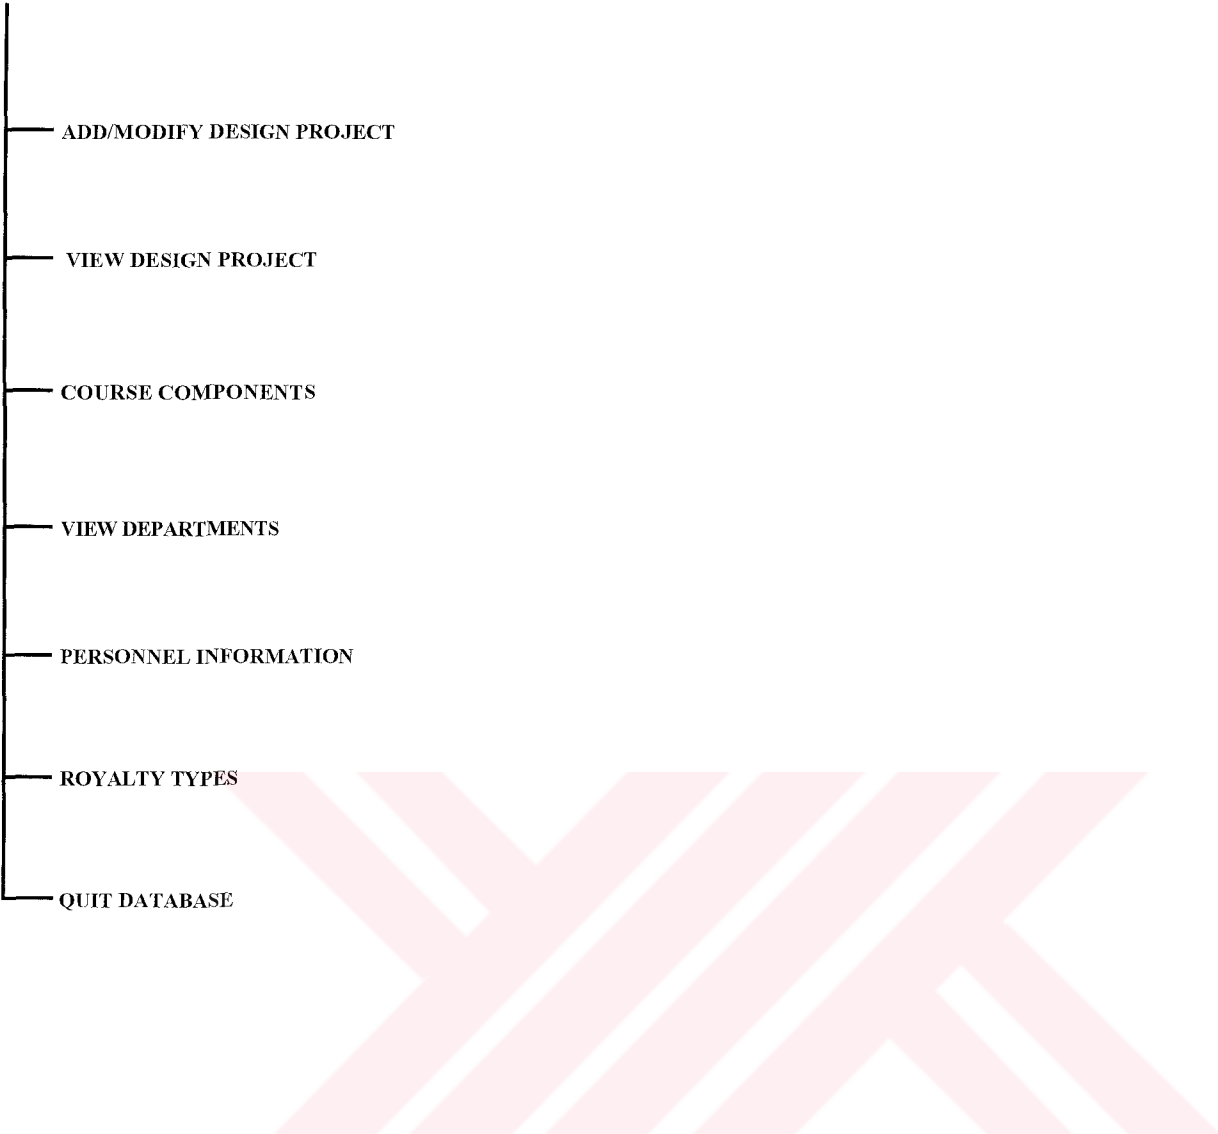 ADD/MODIFY DESIGN PROJECT
VIEW DESIGN PROJECT
COURSE COMPONENTS
VIEW DEPARTMENTS
PERSONNEL INFORMATION
ROYALTY TYPES
QUIT DATABASE